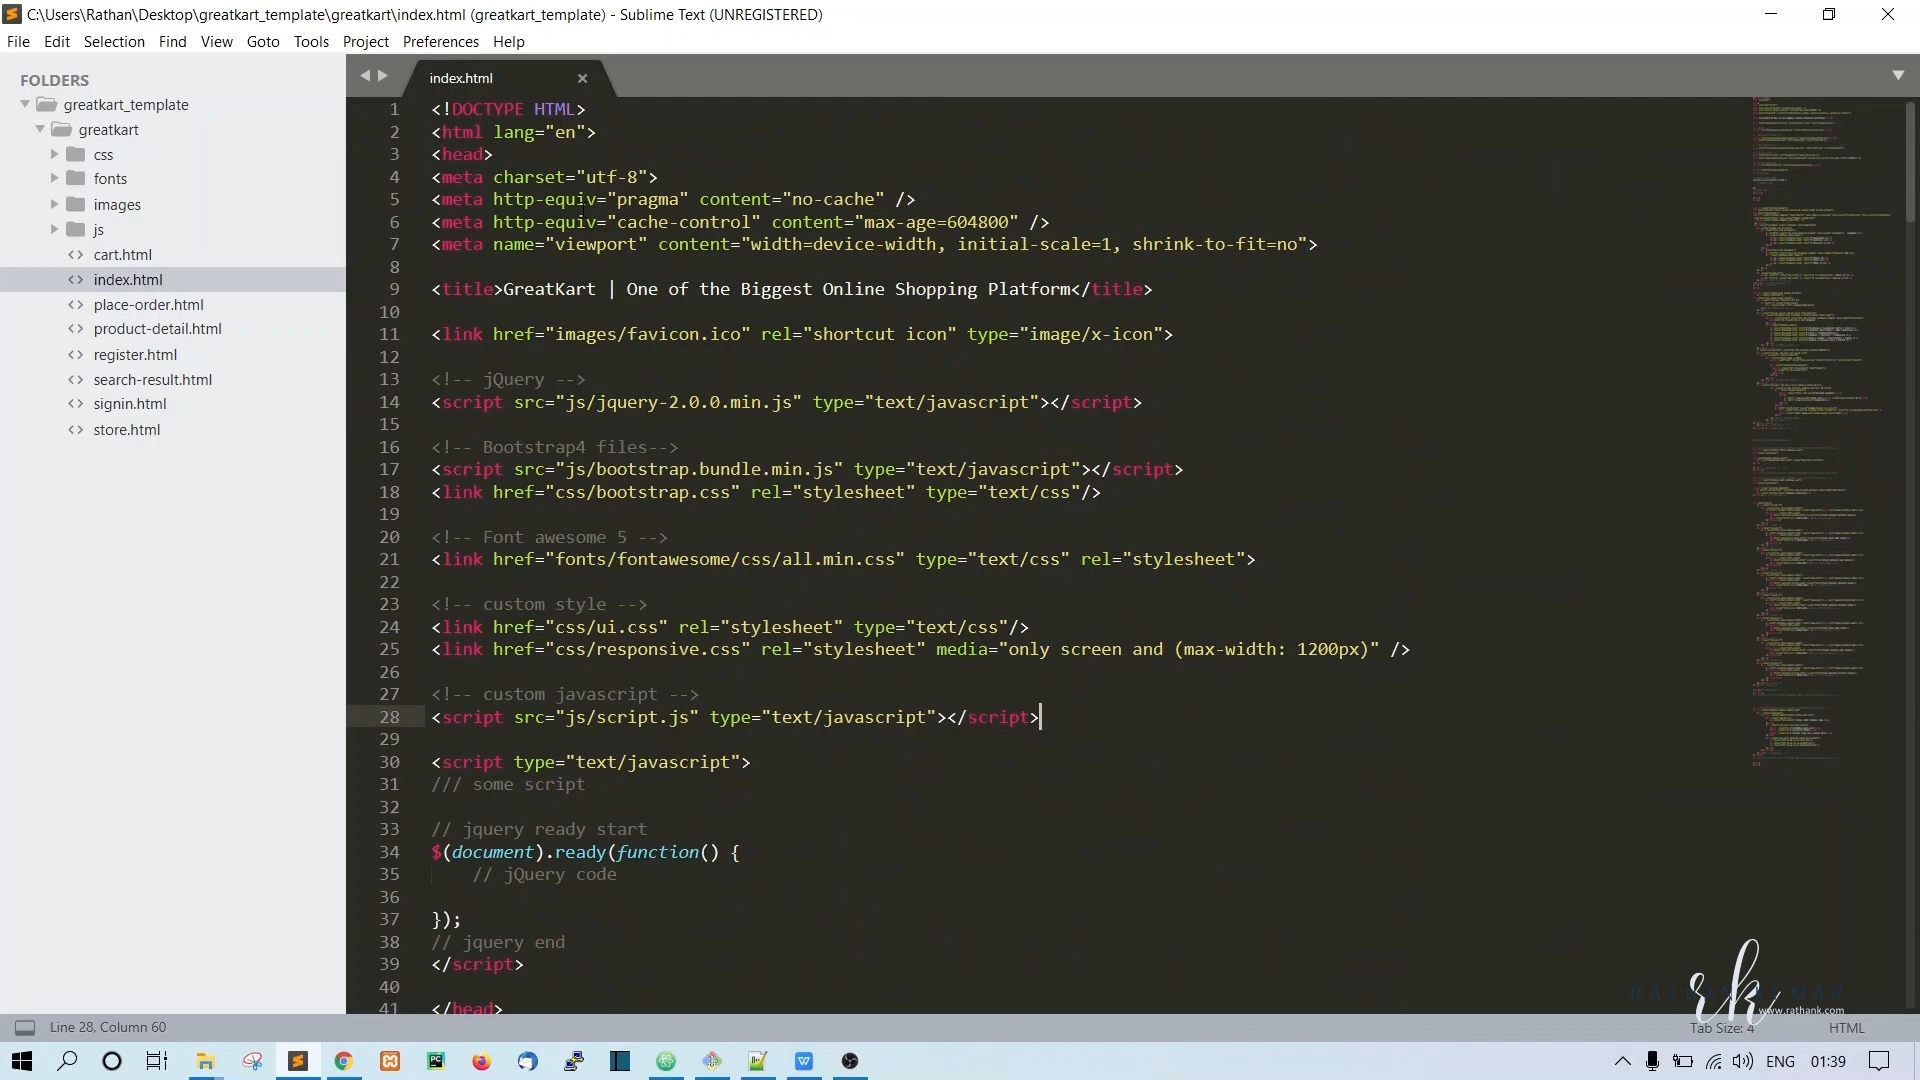 C:\Users\Rathan\Desktop\greatkart_template\greatkart\index.html (greatkart_template) - Sublime Text (UNREGISTERED)
File Edit Selection Find View Goto Tools Project Preferences Help
FOLDERS
greatkart_template
greatkart
css
fonts
images
js
cart.html
index.html
place-order.html
product-detail.html
register.html
search-result.html
signin.html
store.html
index.html
1 <!DOCTYPE HTML>
2 <html lang="en">
3 <head>
4 <meta charset="utf-8">
5 <meta http-equiv="pragma" content="no-cache" />
6 <meta http-equiv="cache-control" content="max-age=604800" />
7 <meta name="viewport" content="width=device-width, initial-scale=1, shrink-to-fit=no">
8
9 <title>GreatKart | One of the Biggest Online Shopping Platform</title>
10
11 <link href="images/favicon.ico" rel="shortcut icon" type="image/x-icon">
12
13 <!-- jQuery -->
14 <script src="js/jquery-2.0.0.min.js" type="text/javascript"></script>
15
16 <!-- Bootstrap4 files-->
17 <script src="js/bootstrap.bundle.min.js" type="text/javascript"></script>
18 <link href="css/bootstrap.css" rel="stylesheet" type="text/css"/>
19
20 <!-- Font awesome 5 -->
21 <link href="fonts/fontawesome/css/all.min.css" type="text/css" rel="stylesheet">
22
23 <!-- custom style -->
24 <link href="css/ui.css" rel="stylesheet" type="text/css"/>
25 <link href="css/responsive.css" rel="stylesheet" media="only screen and (max-width: 1200px)" />
26
27 <!-- custom javascript -->
28 <script src="js/script.js" type="text/javascript"></script>
29
30 <script type="text/javascript">
31 /// some script
32
33 // jquery ready start
34 $(document).ready(function() {
35 // jQuery code
36
37 });
38 // jquery end
39 </script>
40
41 </head>
rk
RATHAN KUMAR
www.rathank.com
Line 28, Column 60
Tab Size: 4
HTML
ENG 01:39